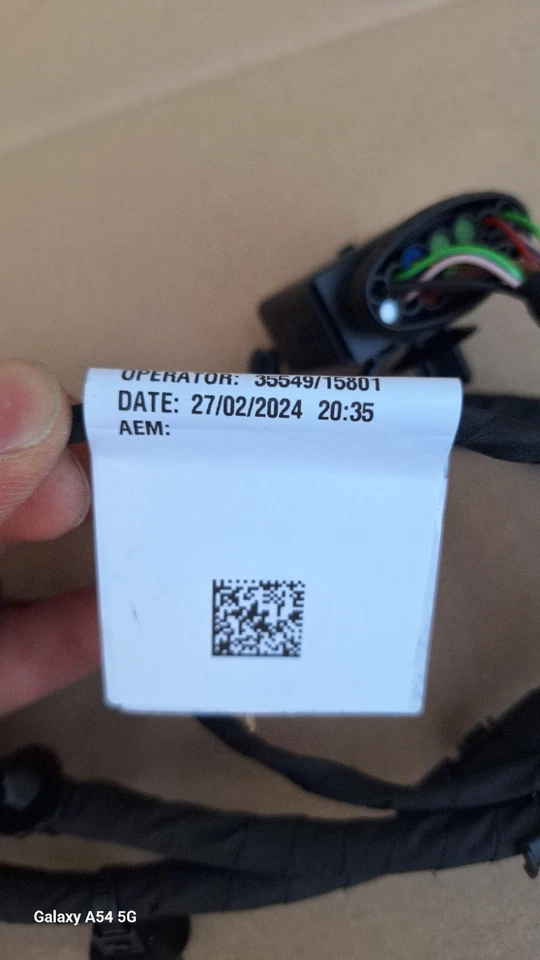 OPERATOR: 35549/15801
DATE: 27/02/2024 20:35
AEM:
Galaxy A54 5G